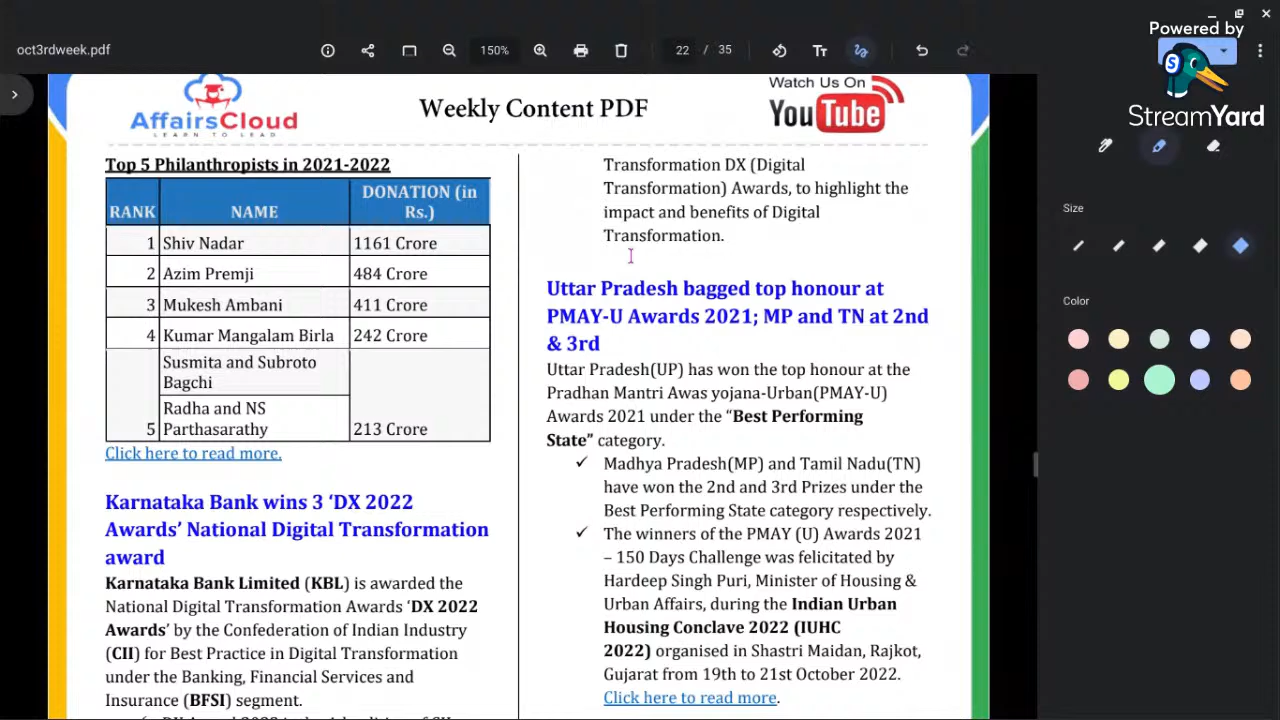 Powered by
StreamYard
oct3rdweek.pdf
150%
22 / 35
AffairsCloud
LEARN TO LEAD
Weekly Content PDF
Watch Us On
YouTube
Top 5 Philanthropists in 2021-2022
RANK NAME DONATION (in Rs.)
1 Shiv Nadar 1161 Crore
2 Azim Premji 484 Crore
3 Mukesh Ambani 411 Crore
4 Kumar Mangalam Birla 242 Crore
Susmita and Subroto
Bagchi
Radha and NS
5 Parthasarathy 213 Crore
Click here to read more.
Karnataka Bank wins 3 ‘DX 2022
Awards’ National Digital Transformation
award
Karnataka Bank Limited (KBL) is awarded the
National Digital Transformation Awards ‘DX 2022
Awards’ by the Confederation of Indian Industry
(CII) for Best Practice in Digital Transformation
under the Banking, Financial Services and
Insurance (BFSI) segment.
Transformation DX (Digital
Transformation) Awards, to highlight the
impact and benefits of Digital
Transformation.
Uttar Pradesh bagged top honour at
PMAY-U Awards 2021; MP and TN at 2nd
& 3rd
Uttar Pradesh(UP) has won the top honour at the
Pradhan Mantri Awas yojana-Urban(PMAY-U)
Awards 2021 under the “Best Performing
State” category.
✓ Madhya Pradesh(MP) and Tamil Nadu(TN)
have won the 2nd and 3rd Prizes under the
Best Performing State category respectively.
✓ The winners of the PMAY (U) Awards 2021
– 150 Days Challenge was felicitated by
Hardeep Singh Puri, Minister of Housing &
Urban Affairs, during the Indian Urban
Housing Conclave 2022 (IUHC
2022) organised in Shastri Maidan, Rajkot,
Gujarat from 19th to 21st October 2022.
Click here to read more.
Size
Color